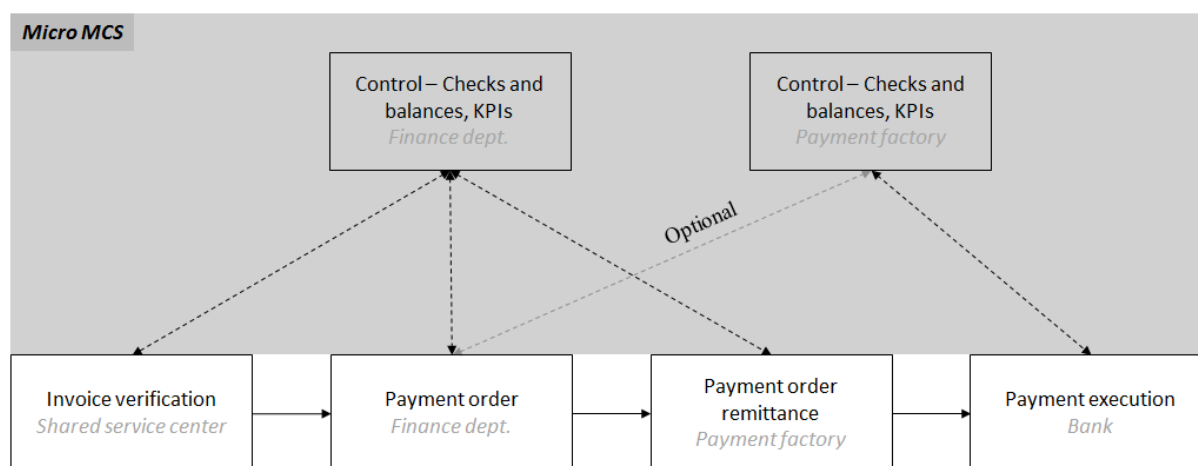 Micro MCS
Control – Checks and
balances, KPIs
Finance dept.
Control – Checks and
balances, KPIs
Payment factory
Optional
Invoice verification
Shared service center
Payment order
Finance dept.
Payment order
remittance
Payment factory
Payment execution
Bank